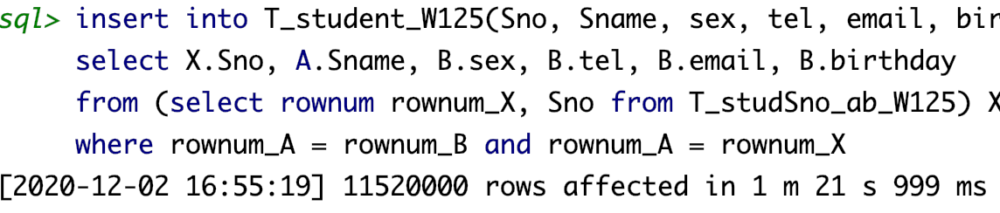 sql> insert into T_student_W125(Sno, Sname, sex, tel, email, bir
select X.Sno, A.Sname, B.sex, B.tel, B.email, B.birthday
from (select rownum rownum_X, Sno from T_studSno_ab_W125) X
where rownum_A = rownum_B and rownum_A = rownum_X
[2020-12-02 16:55:19] 11520000 rows affected in 1 m 21 s 999 ms